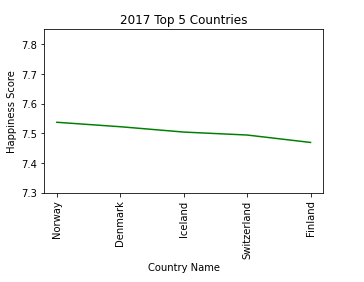 2017 Top 5 Countries
Happiness Score
7.8
7.7
7.6
7.5
7.4
7.3
Norway
Denmark
Iceland
Switzerland
Finland
Country Name